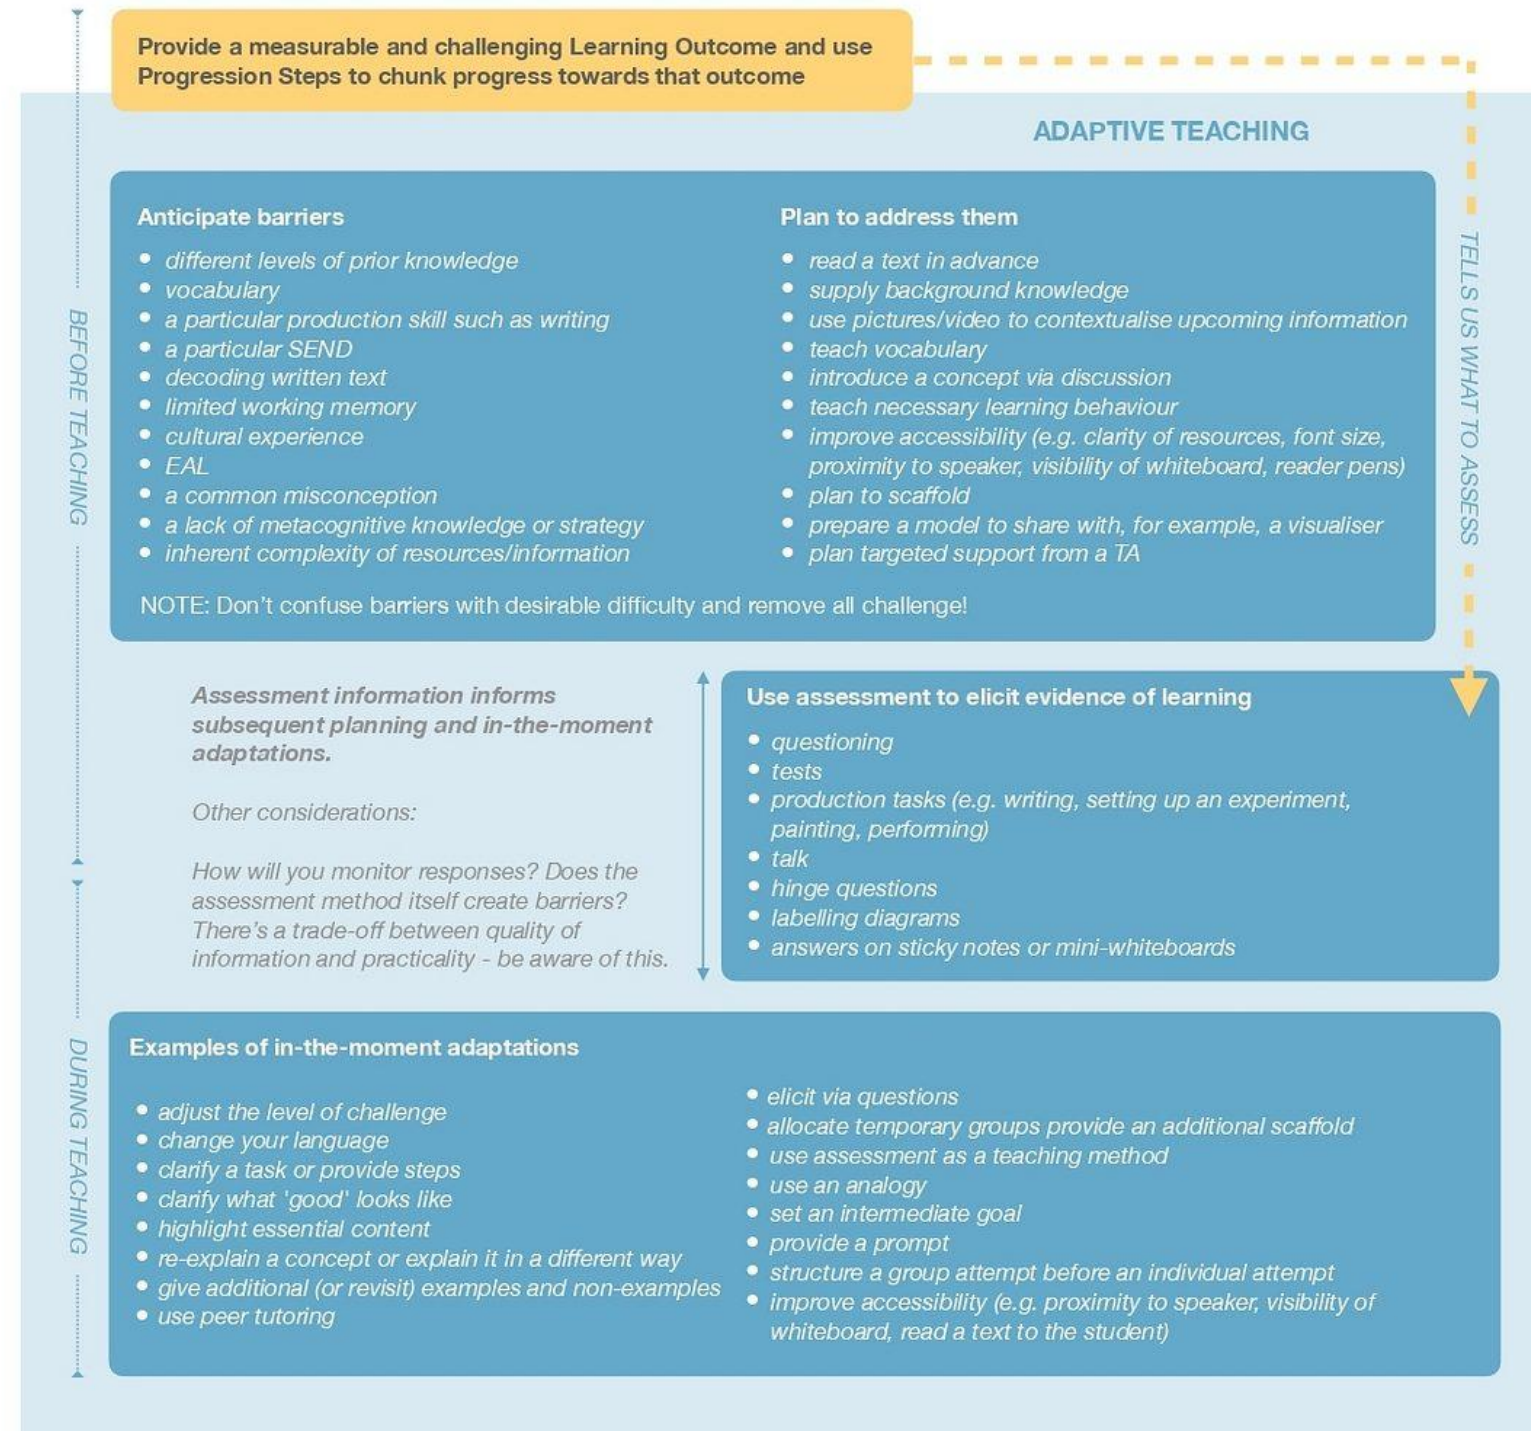 Provide a measurable and challenging Learning Outcome and use
Progression Steps to chunk progress towards that outcome
ADAPTIVE TEACHING
BEFORE TEACHING
Anticipate barriers
• different levels of prior knowledge
• vocabulary
• a particular production skill such as writing
• a particular SEND
• decoding written text
• limited working memory
• cultural experience
• EAL
• a common misconception
• a lack of metacognitive knowledge or strategy
• inherent complexity of resources/information
Plan to address them
• read a text in advance
• supply background knowledge
• use pictures/video to contextualise upcoming information
• teach vocabulary
• introduce a concept via discussion
• teach necessary learning behaviour
• improve accessibility (e.g. clarity of resources, font size,
proximity to speaker, visibility of whiteboard, reader pens)
• plan to scaffold
• prepare a model to share with, for example, a visualiser
• plan targeted support from a TA
NOTE: Don't confuse barriers with desirable difficulty and remove all challenge!
TELLS US WHAT TO ASSESS
Assessment information informs
subsequent planning and in-the-moment
adaptations.
Other considerations:
How will you monitor responses? Does the
assessment method itself create barriers?
There's a trade-off between quality of
information and practicality - be aware of this.
Use assessment to elicit evidence of learning
• questioning
• tests
• production tasks (e.g. writing, setting up an experiment,
painting, performing)
• talk
• hinge questions
• labelling diagrams
• answers on sticky notes or mini-whiteboards
DURING TEACHING
Examples of in-the-moment adaptations
• adjust the level of challenge
• change your language
• clarify a task or provide steps
• clarify what 'good' looks like
• highlight essential content
• re-explain a concept or explain it in a different way
• give additional (or revisit) examples and non-examples
• use peer tutoring
• elicit via questions
• allocate temporary groups provide an additional scaffold
• use assessment as a teaching method
• use an analogy
• set an intermediate goal
• provide a prompt
• structure a group attempt before an individual attempt
• improve accessibility (e.g. proximity to speaker, visibility of
whiteboard, read a text to the student)